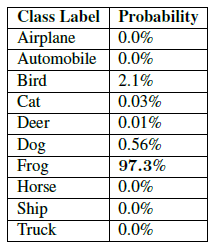 Class Label Probability
Airplane 0.0%
Automobile 0.0%
Bird 2.1%
Cat 0.03%
Deer 0.01%
Dog 0.56%
Frog 97.3%
Horse 0.0%
Ship 0.0%
Truck 0.0%